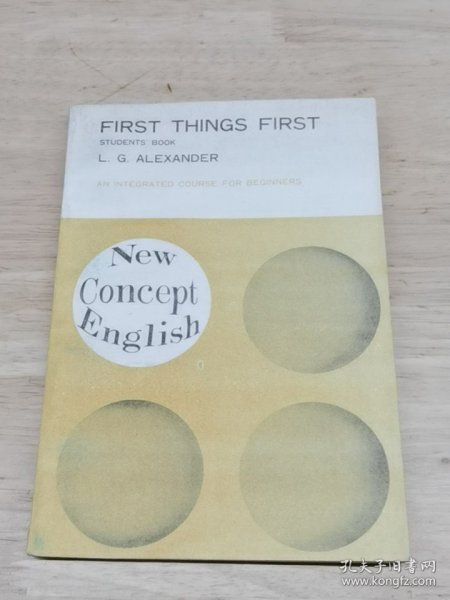 FIRST THINGS FIRST
STUDENTS' BOOK
L. G. ALEXANDER
AN INTEGRATED COURSE FOR BEGINNERS
New
Concept
English
孔夫子旧书网
www.kongfz.com